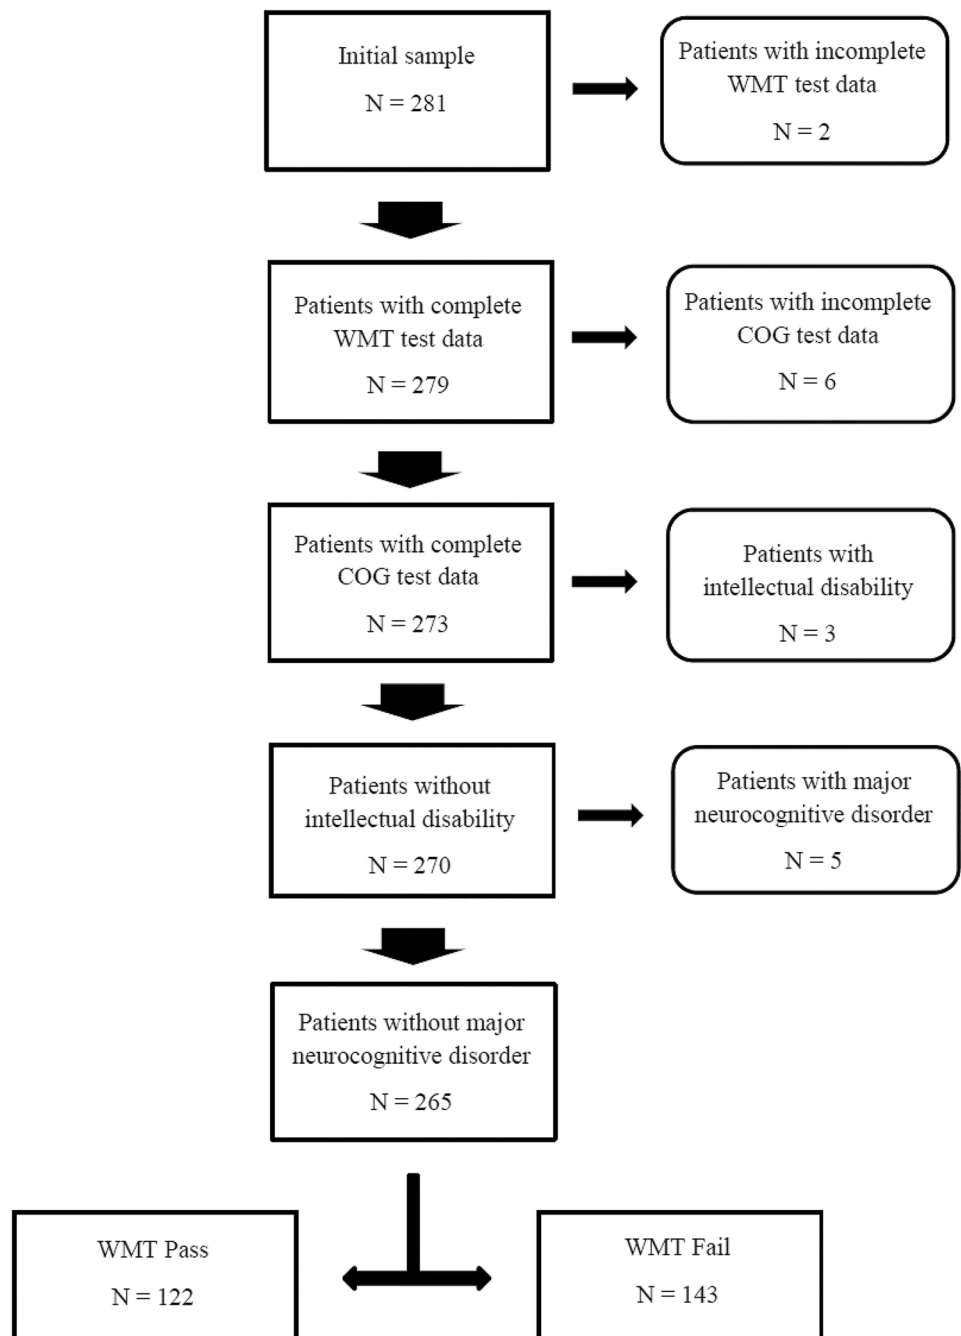 Initial sample
N = 281
Patients with incomplete
WMT test data
N = 2
Patients with complete
WMT test data
N = 279
Patients with incomplete
COG test data
N = 6
Patients with complete
COG test data
N = 273
Patients with
intellectual disability
N = 3
Patients without
intellectual disability
N = 270
Patients with major
neurocognitive disorder
N = 5
Patients without major
neurocognitive disorder
N = 265
WMT Pass
N = 122
WMT Fail
N = 143